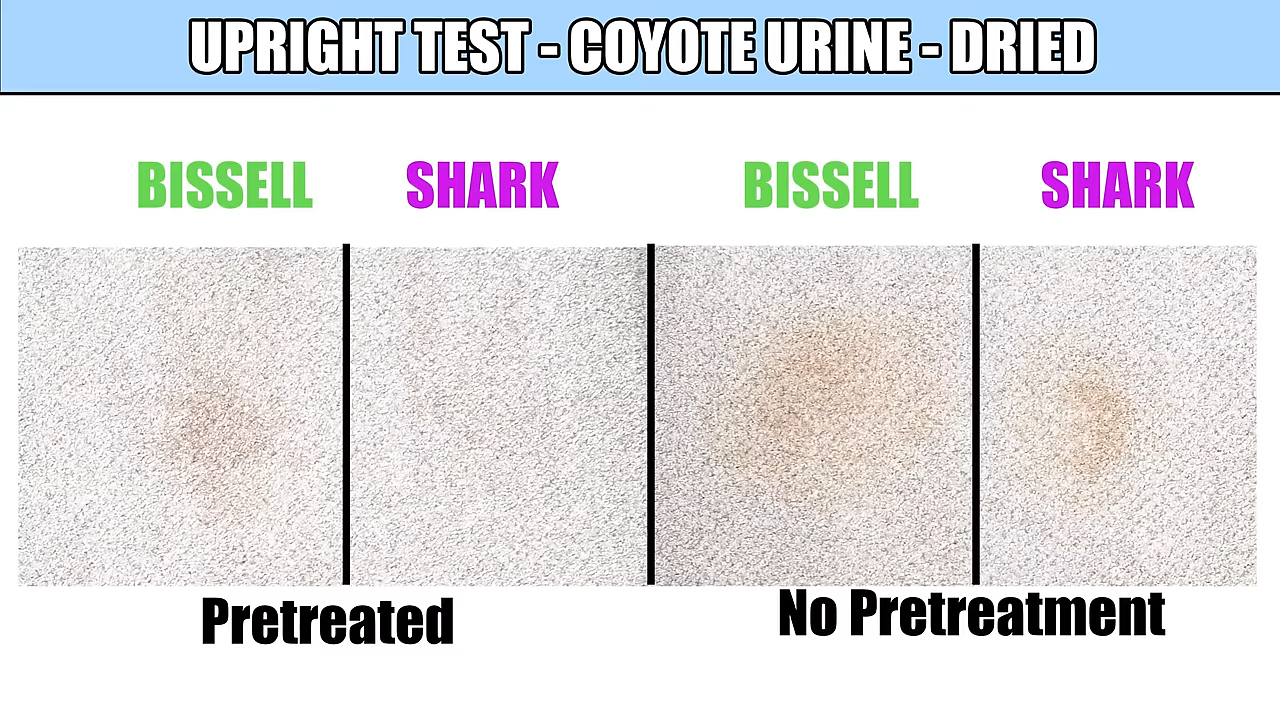 UPRIGHT TEST - COYOTE URINE - DRIED
BISSELL SHARK BISSELL SHARK
Pretreated No Pretreatment